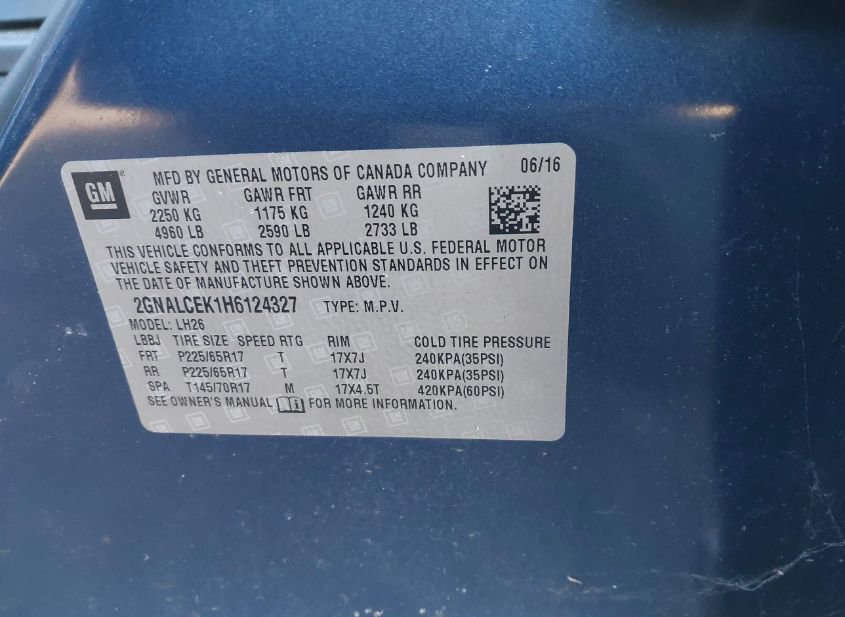 GM MFD BY GENERAL MOTORS OF CANADA COMPANY 06/16
GVWR GAWR FRT GAWR RR
2250 KG 1175 KG 1240 KG
4960 LB 2590 LB 2733 LB
THIS VEHICLE CONFORMS TO ALL APPLICABLE U.S. FEDERAL MOTOR
VEHICLE SAFETY AND THEFT PREVENTION STANDARDS IN EFFECT ON
THE DATE OF MANUFACTURE SHOWN ABOVE.
2GNALCEK1H6124327 TYPE: M.P.V.
MODEL: LH26
LBBJ TIRE SIZE SPEED RTG RIM COLD TIRE PRESSURE
FRT P225/65R17 T 17X7J 240KPA(35PSI)
RR P225/65R17 T 17X7J 240KPA(35PSI)
SPA T145/70R17 M 17X4.5T 420KPA(60PSI)
SEE OWNER'S MANUAL FOR MORE INFORMATION.